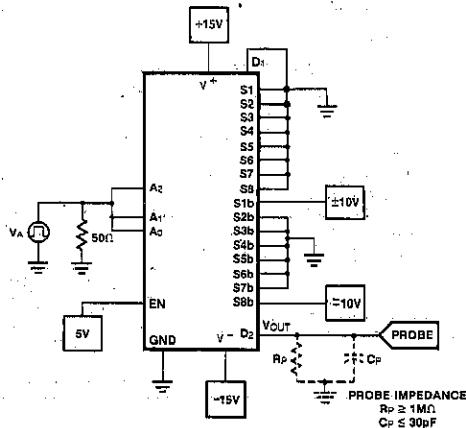 +15V
V+
D1
S1
S2
S3
S4
S5
S6
S7
S8
S1b
±10V
S2b
S3b
S4b
S5b
S6b
S7b
S8b
∓10V
A2
A1
A0
VA
50Ω
EN
5V
GND
V-
D2
VOUT
PROBE
RP
CP
-15V
PROBE IMPEDANCE
RP ≥ 1MΩ
CP ≤ 30pF